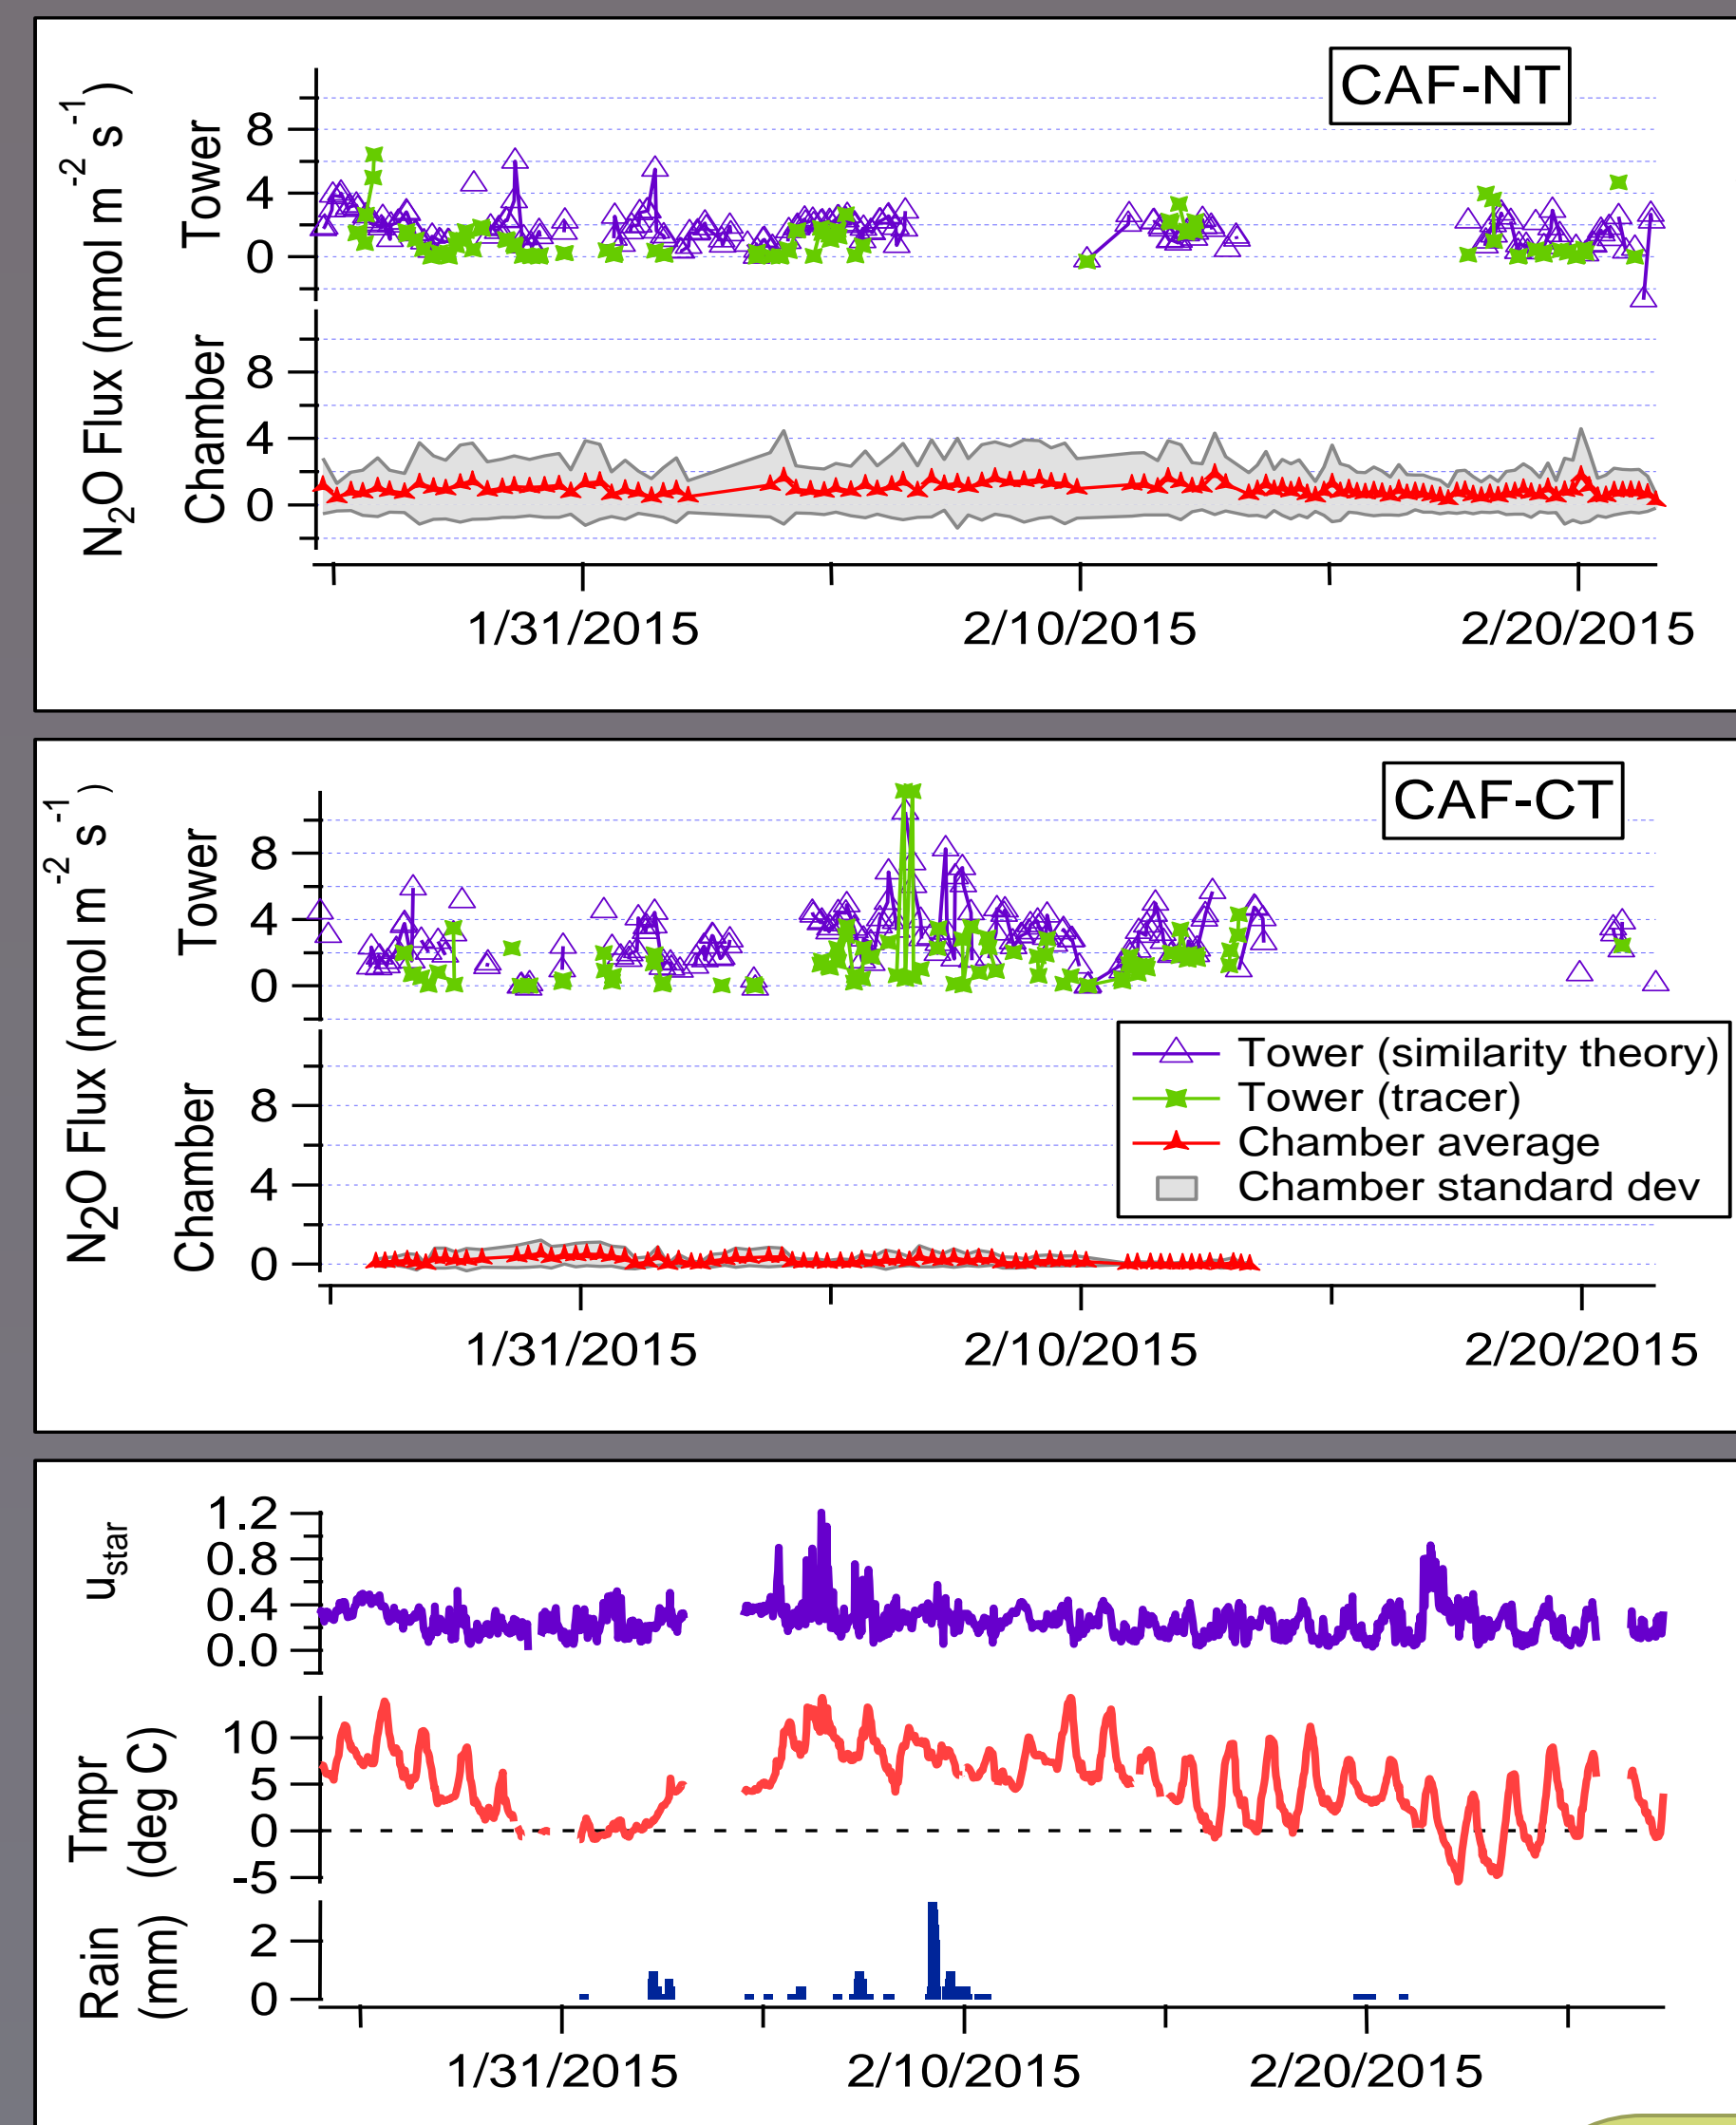 CAF-NT
N2O Flux (nmol m-2 s-1)
Tower
8
4
0
Chamber
8
4
0
1/31/2015
2/10/2015
2/20/2015
CAF-CT
N2O Flux (nmol m-2 s-1)
Tower
8
4
0
Chamber
8
4
0
Tower (similarity theory)
Tower (tracer)
Chamber average
Chamber standard dev
1/31/2015
2/10/2015
2/20/2015
ustar
1.2
0.8
0.4
0.0
Tmpr
(deg C)
10
5
0
-5
Rain
(mm)
2
0
1/31/2015
2/10/2015
2/20/2015